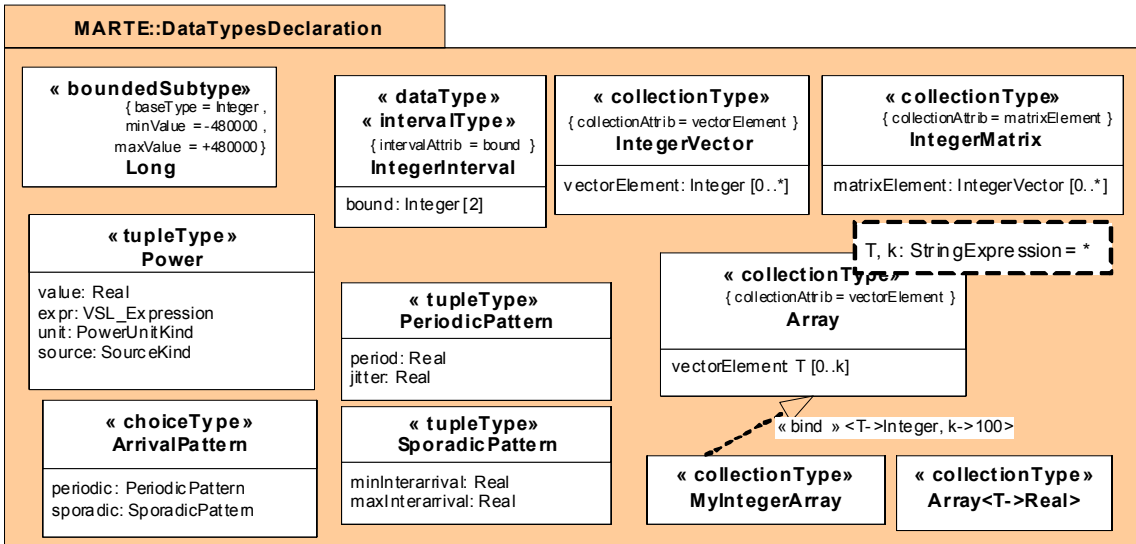 MARTE::DataTypesDeclaration
« boundedSubtype»
{ baseType = Integer ,
minValue = -480000 ,
maxValue = +480000 }
Long
« dataType»
« intervalType»
{ intervalAttrib = bound }
IntegerInterval
bound: Integer [2]
« collectionType»
{ collectionAttrib = vectorElement }
IntegerVector
vectorElement: Integer [0..*]
« collectionType»
{ collectionAttrib = matrixElement }
IntegerMatrix
matrixElement: IntegerVector [0..*]
« tupleType»
Power
value: Real
expr: VSL_Expression
unit: PowerUnitKind
source: SourceKind
« tupleType»
PeriodicPattern
period: Real
jitter: Real
T, k: StringExpression = *
« collectionType»
{ collectionAttrib = vectorElement }
Array
vectorElement: T [0..k]
« choiceType»
ArrivalPattern
periodic: PeriodicPattern
sporadic: SporadicPattern
« tupleType»
SporadicPattern
minInterarrival: Real
maxInterarrival: Real
« bind » <T->Integer, k->100>
« collectionType»
MyIntegerArray
« collectionType»
Array<T->Real>